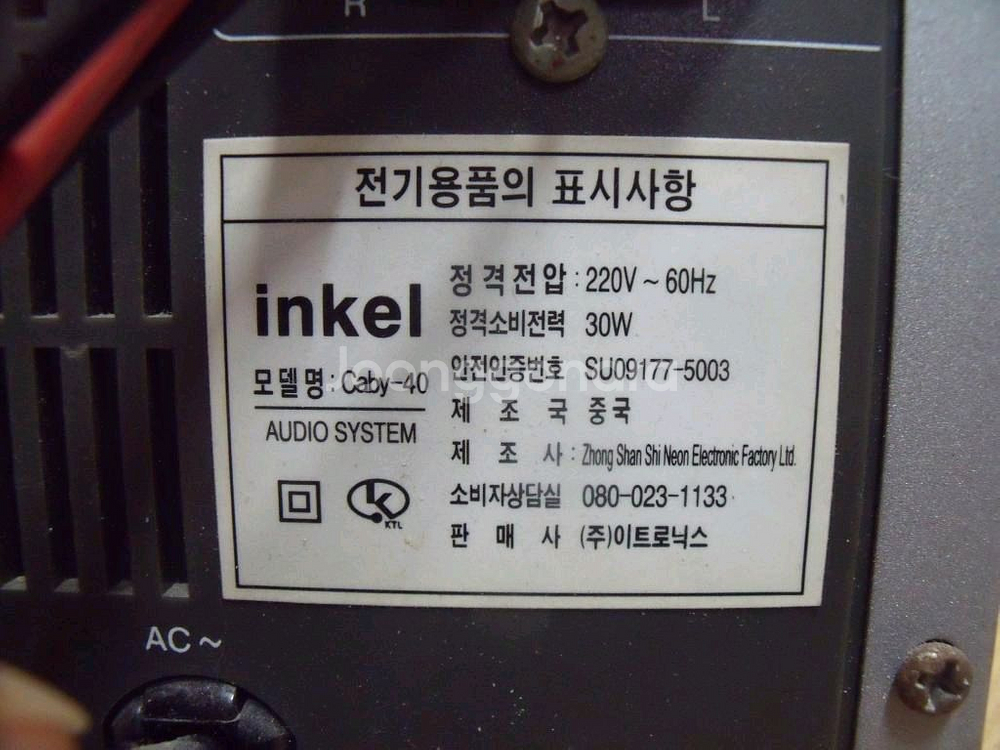 R L
전기용품의 표시사항
inkel
모델명 : Caby-40
AUDIO SYSTEM
KTL
정격전압 : 220V ~ 60Hz
정격소비전력 30W
안전인증번호 SU09177-5003
제 조 국 중국
제 조 사 : Zhong Shan Shi Neon Electronic Factory Ltd.
소비자상담실 080-023-1133
판 매 사 (주)이트로닉스
AC ~
Joonggonara